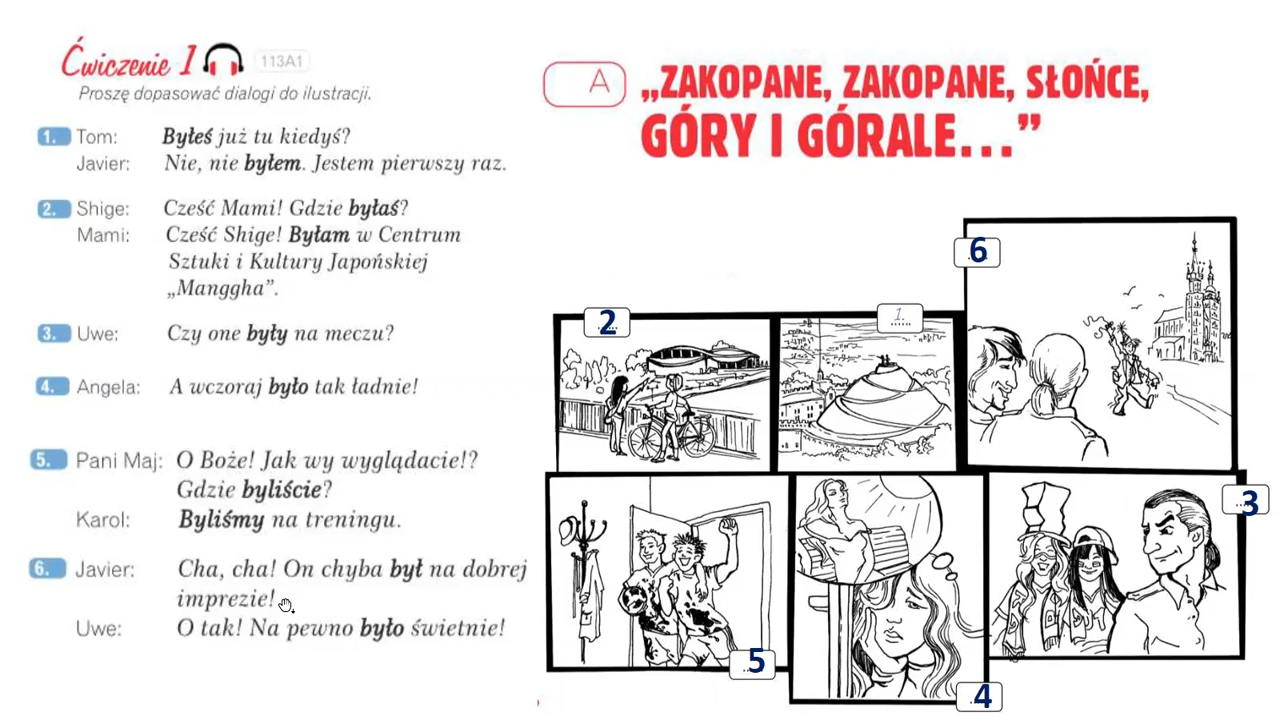 Ćwiczenie 1
113A1
Proszę dopasować dialogi do ilustracji.
1. Tom: Byłeś już tu kiedyś?
Javier: Nie, nie byłem. Jestem pierwszy raz.
2. Shige: Cześć Mami! Gdzie byłaś?
Mami: Cześć Shige! Byłam w Centrum
Sztuki i Kultury Japońskiej
„Manggha”.
3. Uwe: Czy one były na meczu?
4. Angela: A wczoraj było tak ładnie!
5. Pani Maj: O Boże! Jak wy wyglądacie!?
Gdzie byliście?
Karol: Byliśmy na treningu.
6. Javier: Cha, cha! On chyba był na dobrej
imprezie!
Uwe: O tak! Na pewno było świetnie!
A
„ZAKOPANE, ZAKOPANE, SŁOŃCE,
GÓRY I GÓRALE...”
6
2
1.
3
5
4